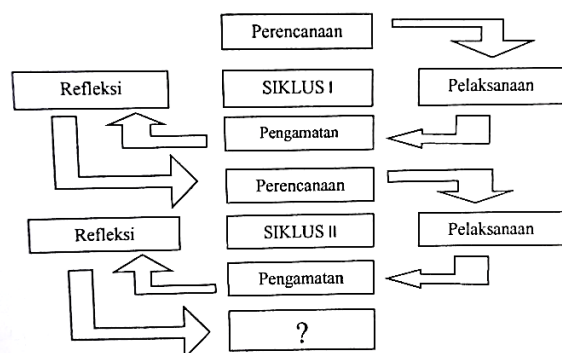 Perencanaan
Refleksi
SIKLUS I
Pelaksanaan
Pengamatan
Perencanaan
Refleksi
SIKLUS II
Pelaksanaan
Pengamatan
?